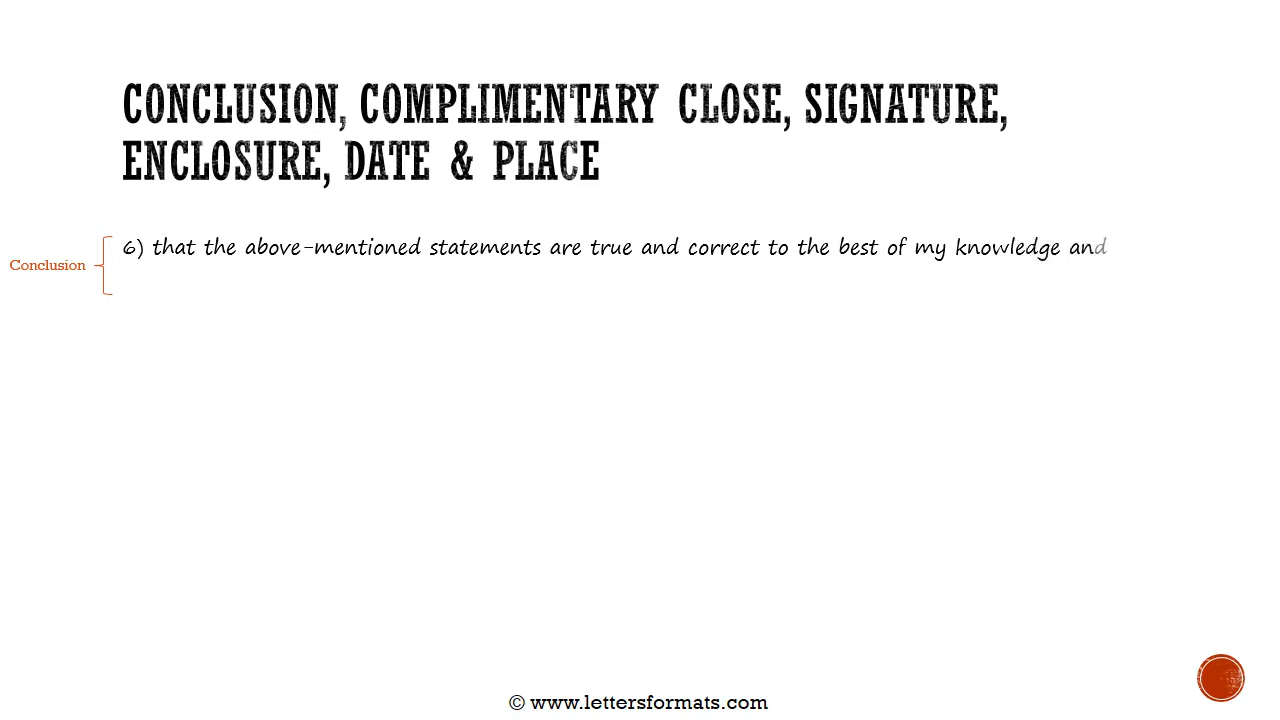 CONCLUSION, COMPLIMENTARY CLOSE, SIGNATURE,
ENCLOSURE, DATE & PLACE
6) that the above-mentioned statements are true and correct to the best of my knowledge and
Conclusion
© www.lettersformats.com